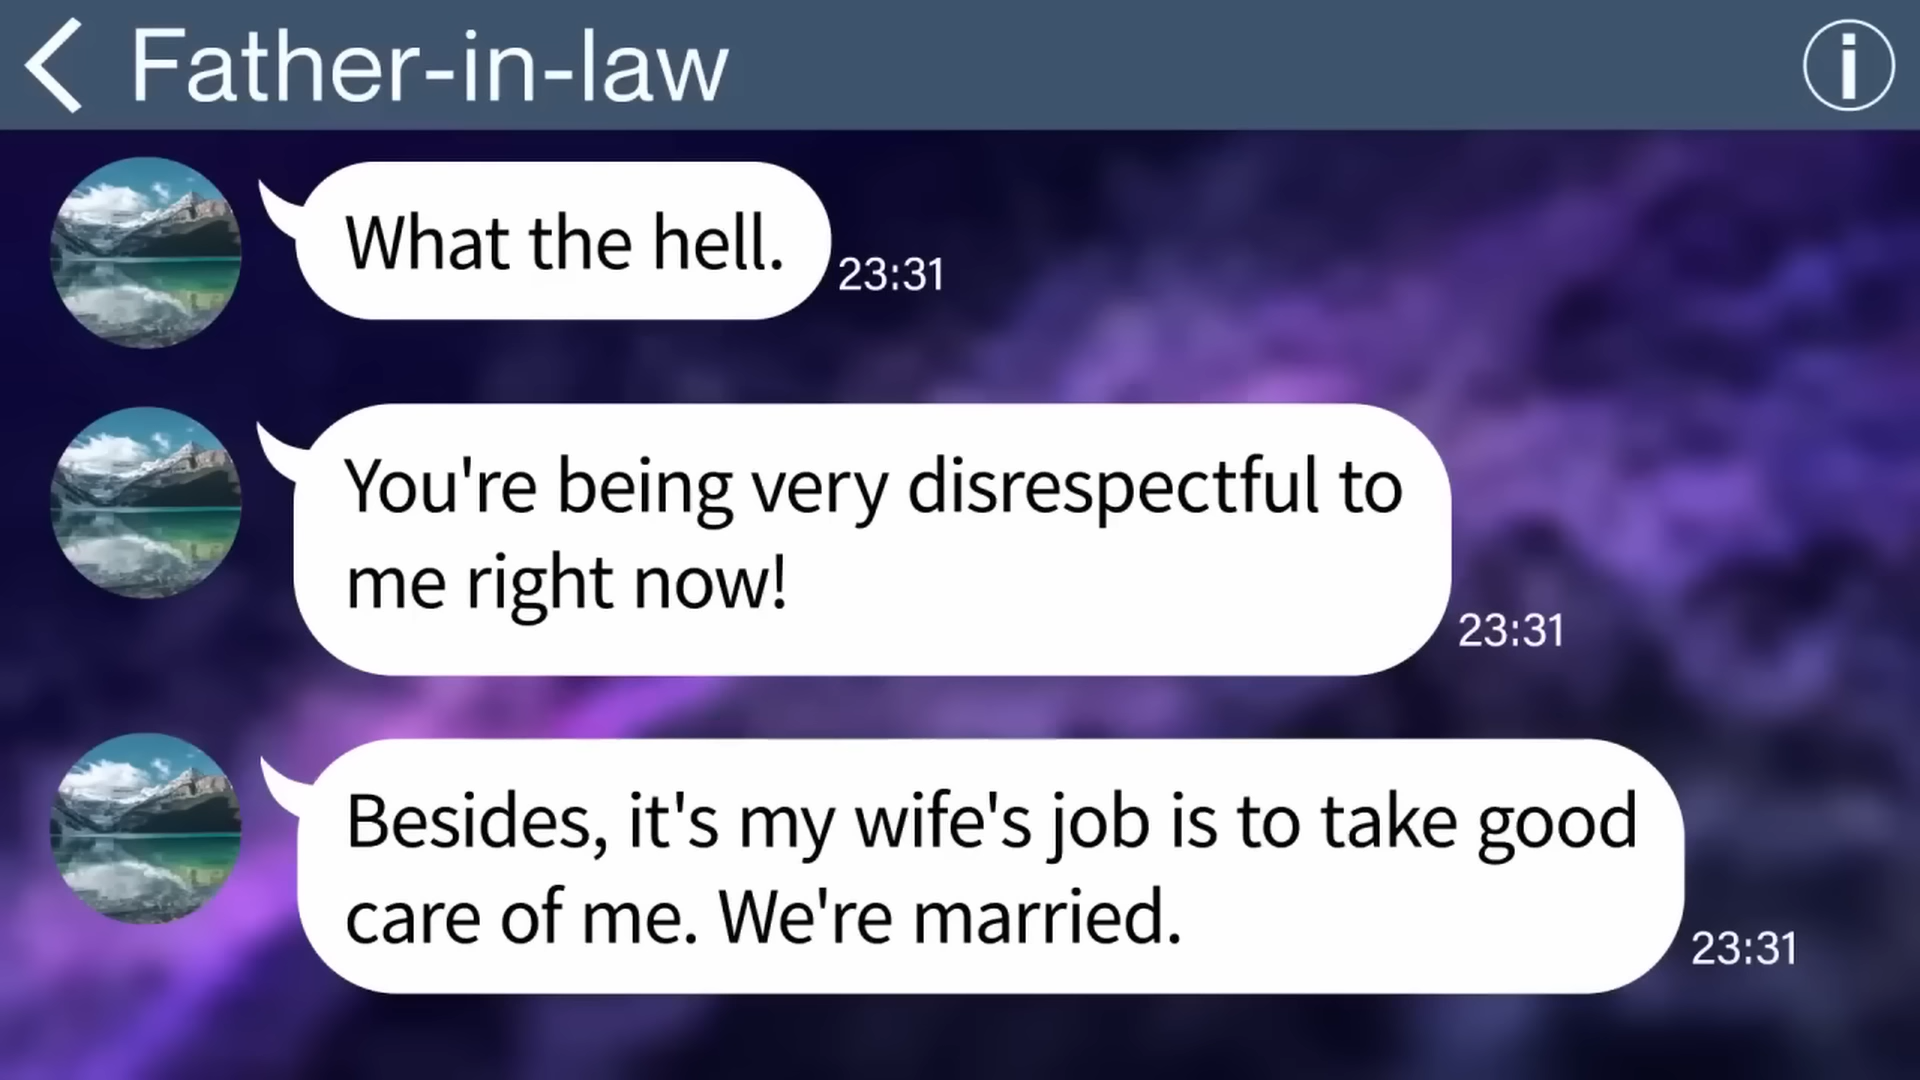 Father-in-law
What the hell.
23:31
You're being very disrespectful to
me right now!
23:31
Besides, it's my wife's job is to take good
care of me. We're married.
23:31